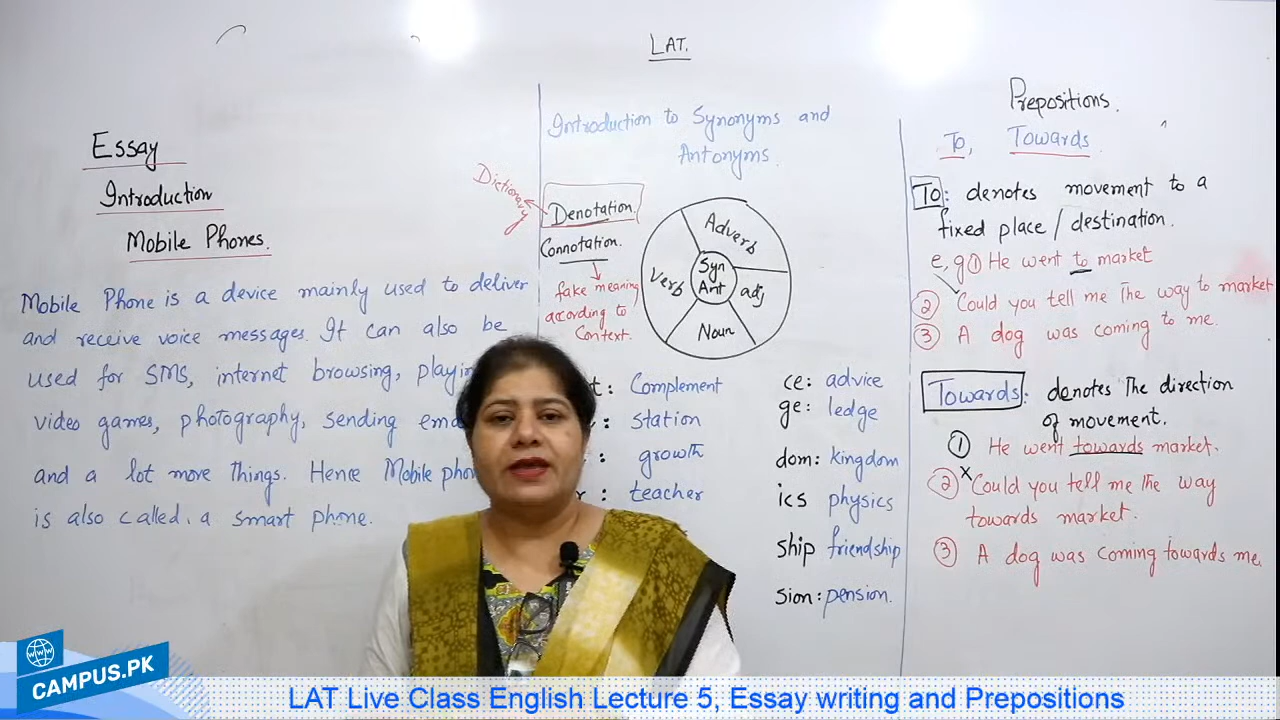 LAT.
Essay
Introduction
Mobile Phones.
Mobile Phone is a device mainly used to deliver
and receive voice messages. It can also be
used for SMS, internet browsing, playing
video games, photography, sending
and a lot more things. Hence Mobile
is also called a smart phone.
Introduction to Synonyms and
Antonyms.
Dictionary
Denotation.
Connotation.
fake meaning
according to
Context.
Adverb
Verb
Syn
Ant
adj
Noun
Complement
station
growth
teacher
ce: advice
ge: ledge
dom: kingdom
ics physics
ship friendship
sion: pension.
Prepositions.
To, Towards
To: denotes movement to a
fixed place / destination.
e,g ① He went to market
② Could you tell me The way to market
③ A dog was coming to me.
Towards: denotes The direction
of movement.
① He went towards market.
② x Could you tell me the way
towards market.
③ A dog was coming towards me.
WWW
CAMPUS.PK
LAT Live Class English Lecture 5, Essay writing and Prepositions